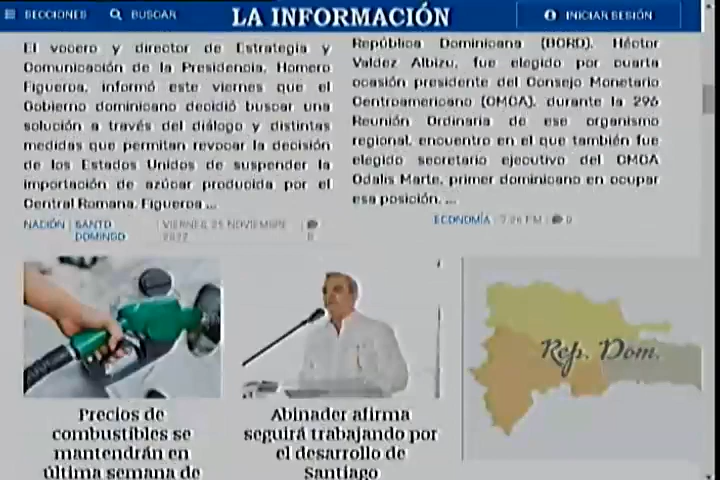 SECCIONES BUSCAR LA INFORMACIÓN INICIAR SESIÓN
El vocero y director de Estrategia y
Comunicación de la Presidencia, Homero
Figueroa, informó este viernes que el
Gobierno dominicano decidió buscar una
solución a través del diálogo y distintas
medidas que permitan revocar la decisión
de los Estados Unidos de suspender la
importación de azúcar producida por el
Central Romana. Figueroa ...
NACIÓN | SANTO
DOMINGO
VIERNES 25 NOVIEMBRE
2022
0
República Dominicana (BCRD), Héctor
Valdez Albizu, fue elegido por cuarta
ocasión presidente del Consejo Monetario
Centroamericano (CMCA), durante la 296
Reunión Ordinaria de ese organismo
regional, encuentro en el que también fue
elegido secretario ejecutivo del CMCA
Odalis Marte, primer dominicano en ocupar
esa posición. ...
ECONOMÍA 7:26 PM | 0
Precios de
combustibles se
mantendrán en
última semana de
Abinader afirma
seguirá trabajando por
el desarrollo de
Santiago
Rep. Dom.